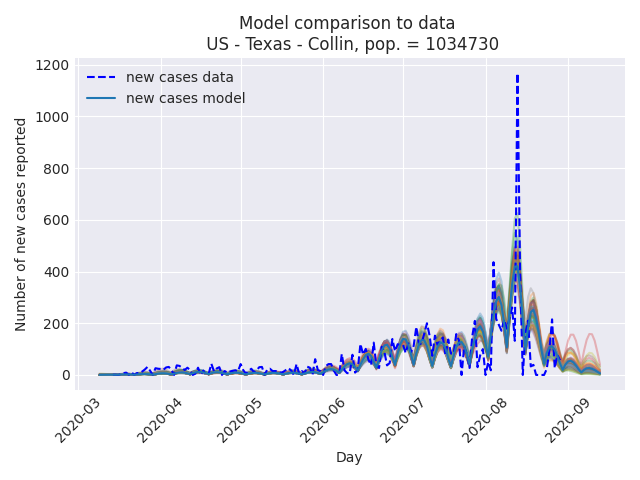 Model comparison to data
US - Texas - Collin, pop. = 1034730
new cases data
new cases model
Number of new cases reported
1200
1000
800
600
400
200
0
2020-03
2020-04
2020-05
2020-06
2020-07
2020-08
2020-09
Day